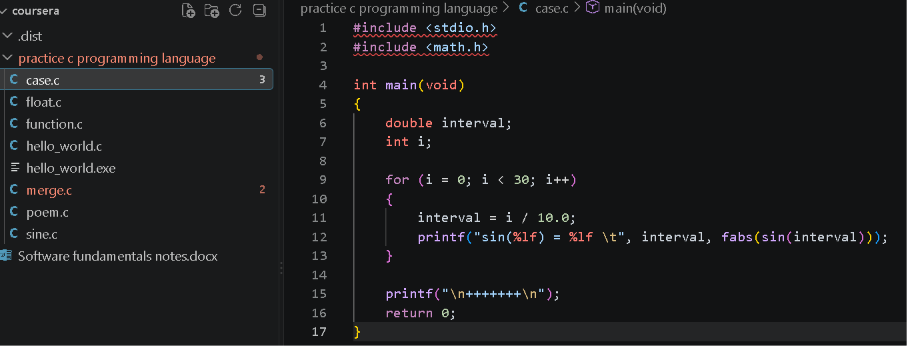 coursera
.dist
practice c programming language
case.c 3
float.c
function.c
hello_world.c
hello_world.exe
merge.c 2
poem.c
sine.c
Software fundamentals notes.docx
practice c programming language > C case.c > main(void)
1 #include <stdio.h>
2 #include <math.h>
3
4 int main(void)
5 {
6 double interval;
7 int i;
8
9 for (i = 0; i < 30; i++)
10 {
11 interval = i / 10.0;
12 printf("sin(%lf) = %lf \t", interval, fabs(sin(interval)));
13 }
14
15 printf("\n+++++++\n");
16 return 0;
17 }